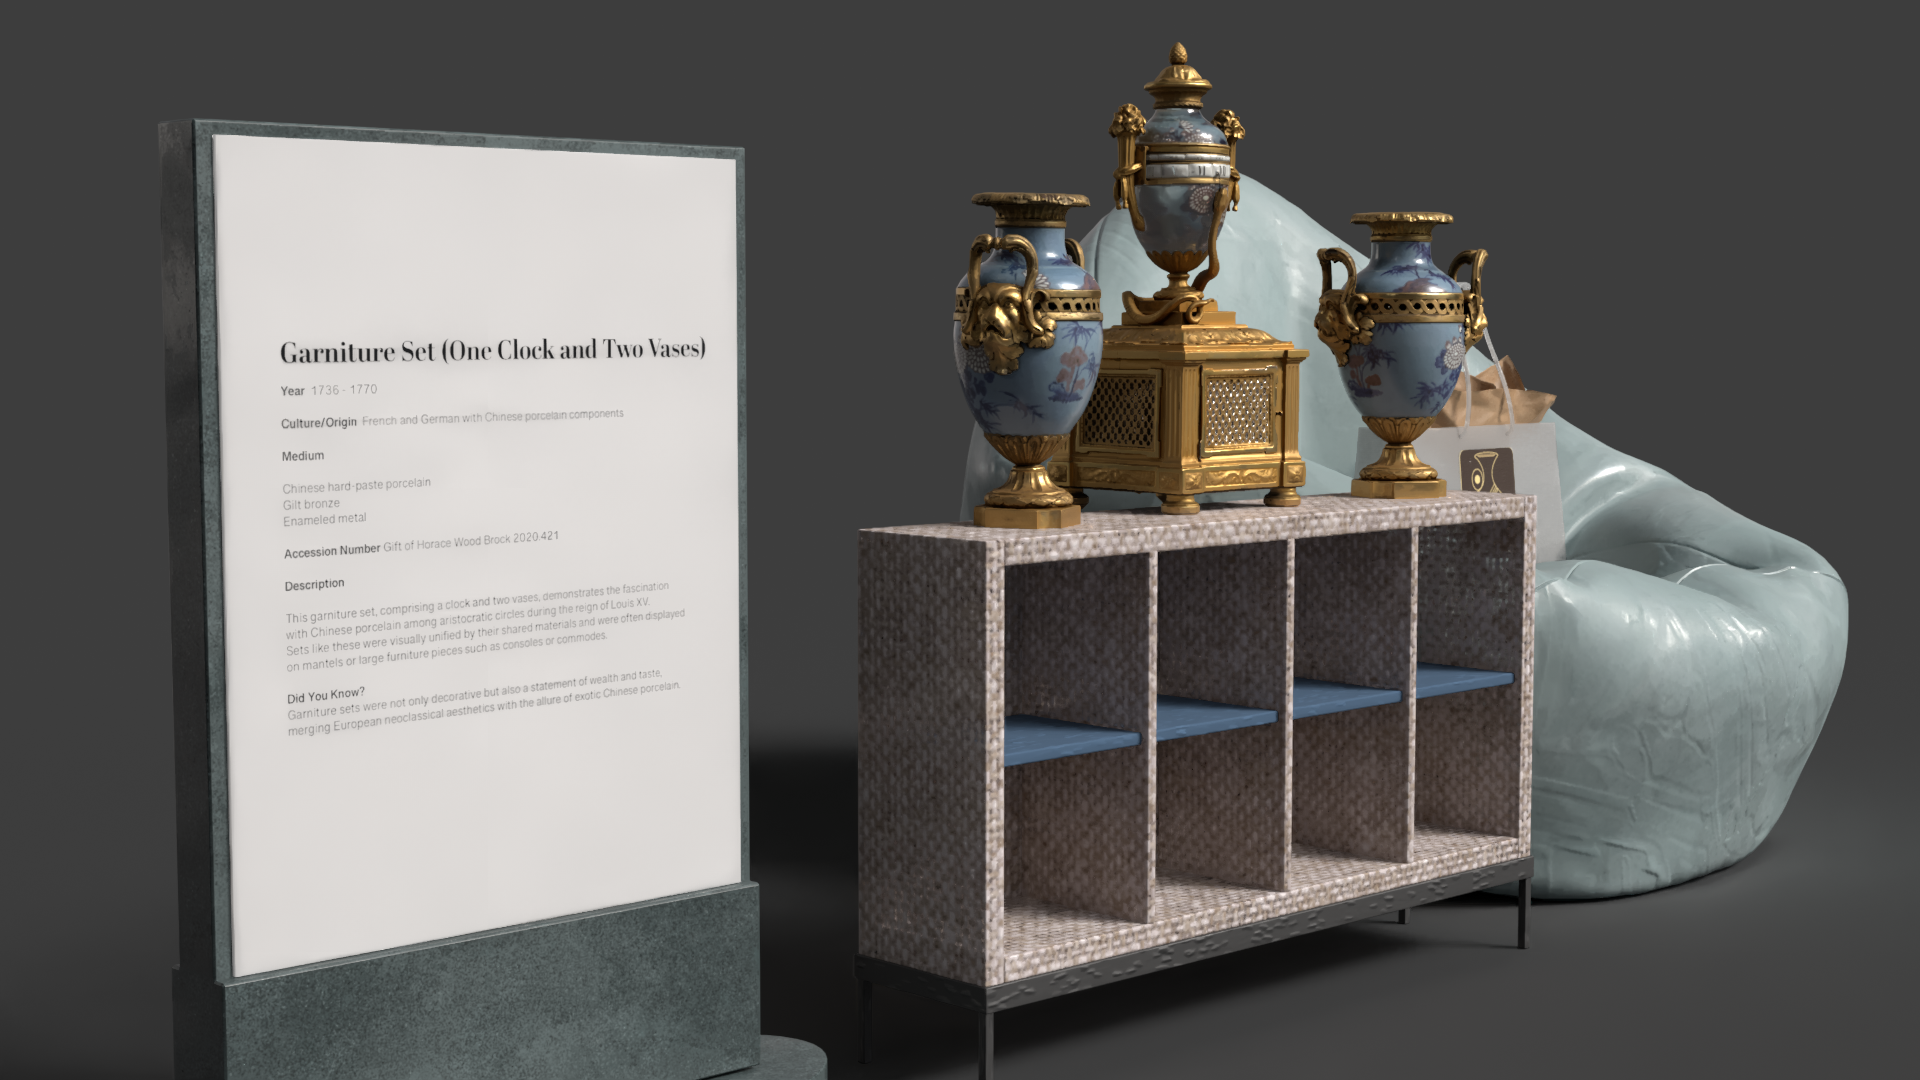 Garniture Set (One Clock and Two Vases)
Year 1736 - 1770
Culture/Origin French and German with Chinese porcelain components
Medium
Chinese hard-paste porcelain
Gilt bronze
Enameled metal
Accession Number Gift of Horace Wood Brock 2020.421
Description
This garniture set, comprising a clock and two vases, demonstrates the fascination
with Chinese porcelain among aristocratic circles during the reign of Louis XV.
Sets like these were visually unified by their shared materials and were often displayed
on mantels or large furniture pieces such as consoles or commodes.
Did You Know?
Garniture sets were not only decorative but also a statement of wealth and taste,
merging European neoclassical aesthetics with the allure of exotic Chinese porcelain.